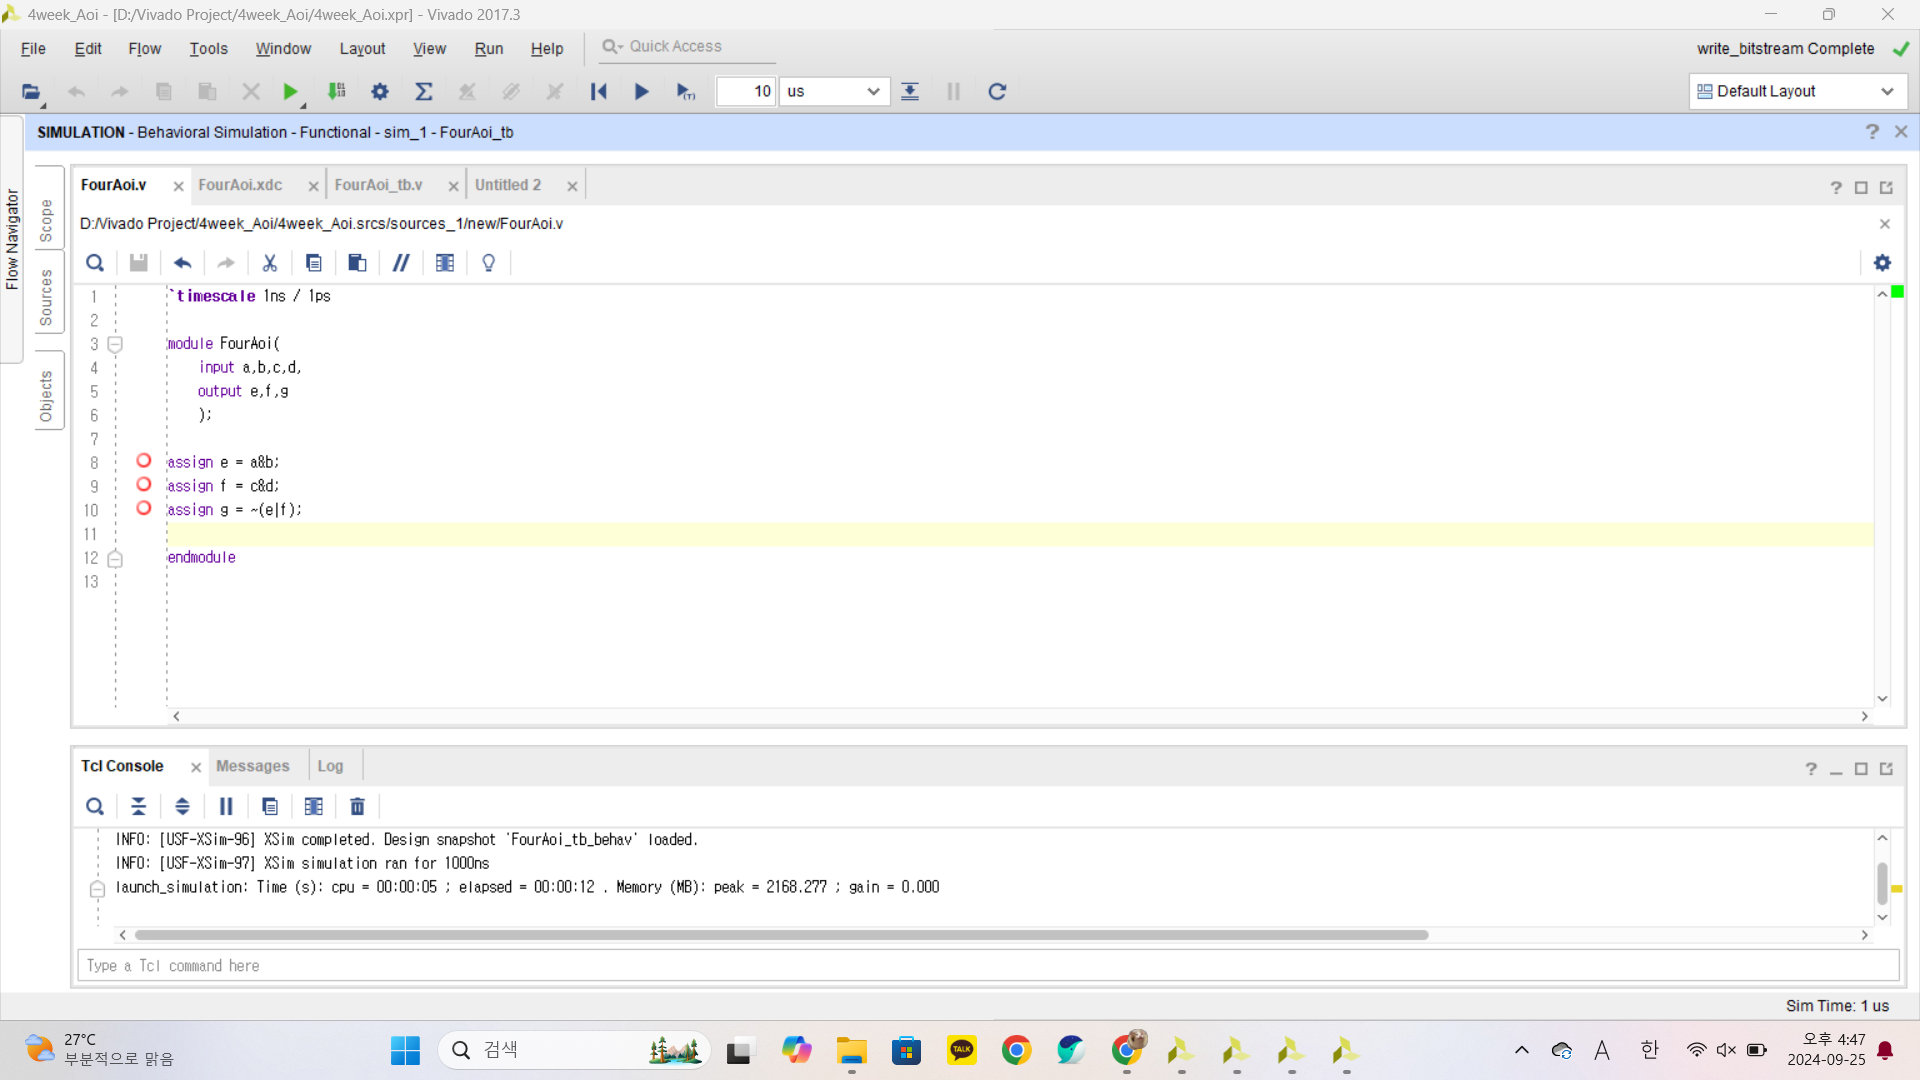 4week_Aoi - [D:/Vivado Project/4week_Aoi/4week_Aoi.xpr] - Vivado 2017.3
File Edit Flow Tools Window Layout View Run Help Quick Access
write_bitstream Complete
10 us
Default Layout
SIMULATION - Behavioral Simulation - Functional - sim_1 - FourAoi_tb
Flow Navigator
Scope
Sources
Objects
FourAoi.v FourAoi.xdc FourAoi_tb.v Untitled 2
D:/Vivado Project/4week_Aoi/4week_Aoi.srcs/sources_1/new/FourAoi.v
1 `timescale 1ns / 1ps
2
3 module FourAoi(
4 input a,b,c,d,
5 output e,f,g
6 );
7
8 assign e = a&b;
9 assign f = c&d;
10 assign g = ~(e|f);
11
12 endmodule
13
Tcl Console Messages Log
INFO: [USF-XSim-96] XSim completed. Design snapshot 'FourAoi_tb_behav' loaded.
INFO: [USF-XSim-97] XSim simulation ran for 1000ns
launch_simulation: Time (s): cpu = 00:00:05 ; elapsed = 00:00:12 . Memory (MB): peak = 2168.277 ; gain = 0.000
Type a Tcl command here
Sim Time: 1 us
27°C
부분적으로 맑음
검색
TALK
A 한
오후 4:47
2024-09-25